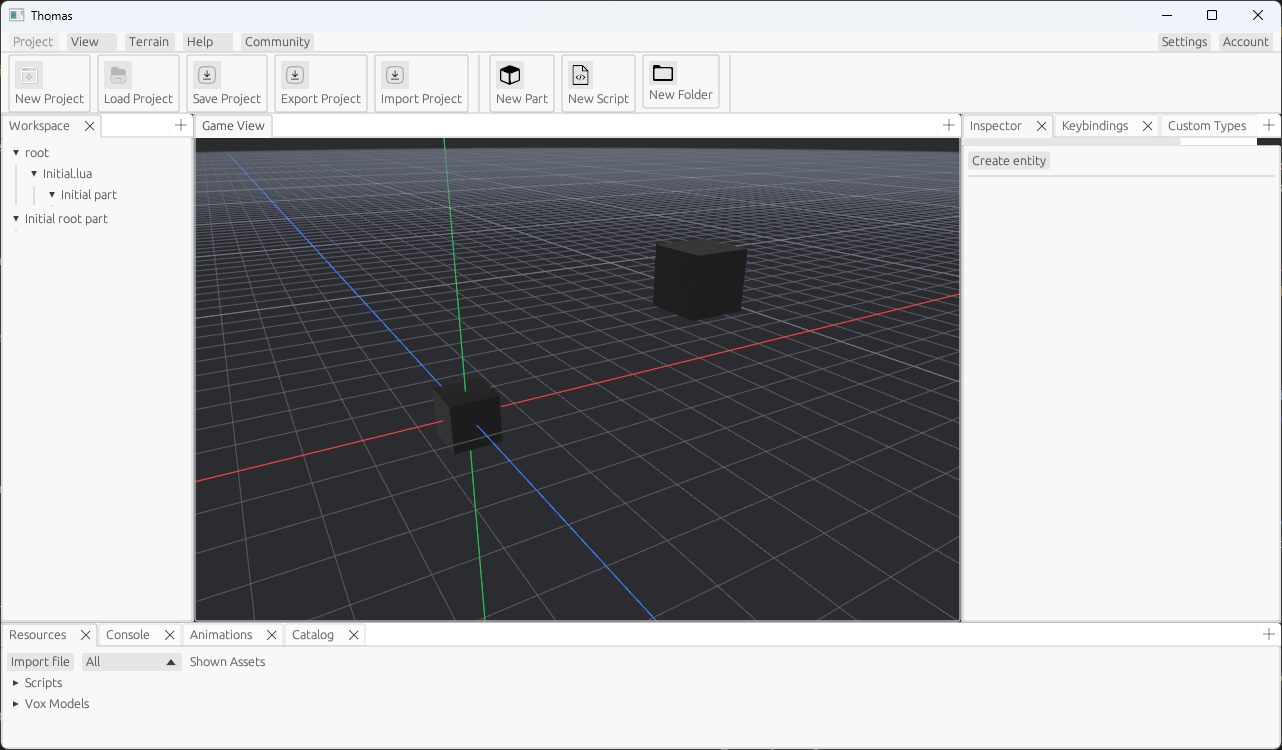 Thomas
Project View Terrain Help Community Settings Account
New Project Load Project Save Project Export Project Import Project New Part New Script New Folder
Workspace Game View Inspector Keybindings Custom Types
root
Initial.lua
Initial part
Initial root part
Create entity
Resources Console Animations Catalog
Import file All Shown Assets
Scripts
Vox Models